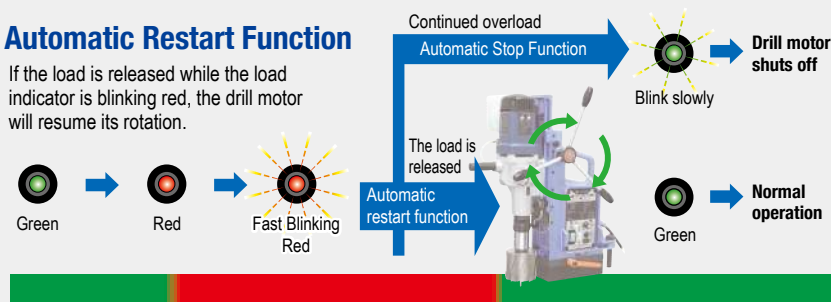 Automatic Restart Function
If the load is released while the load
indicator is blinking red, the drill motor
will resume its rotation.
Green
Red
Fast Blinking
Red
Continued overload
Automatic Stop Function
Blink slowly
Drill motor
shuts off
The load is
released
Automatic
restart function
Green
Normal
operation